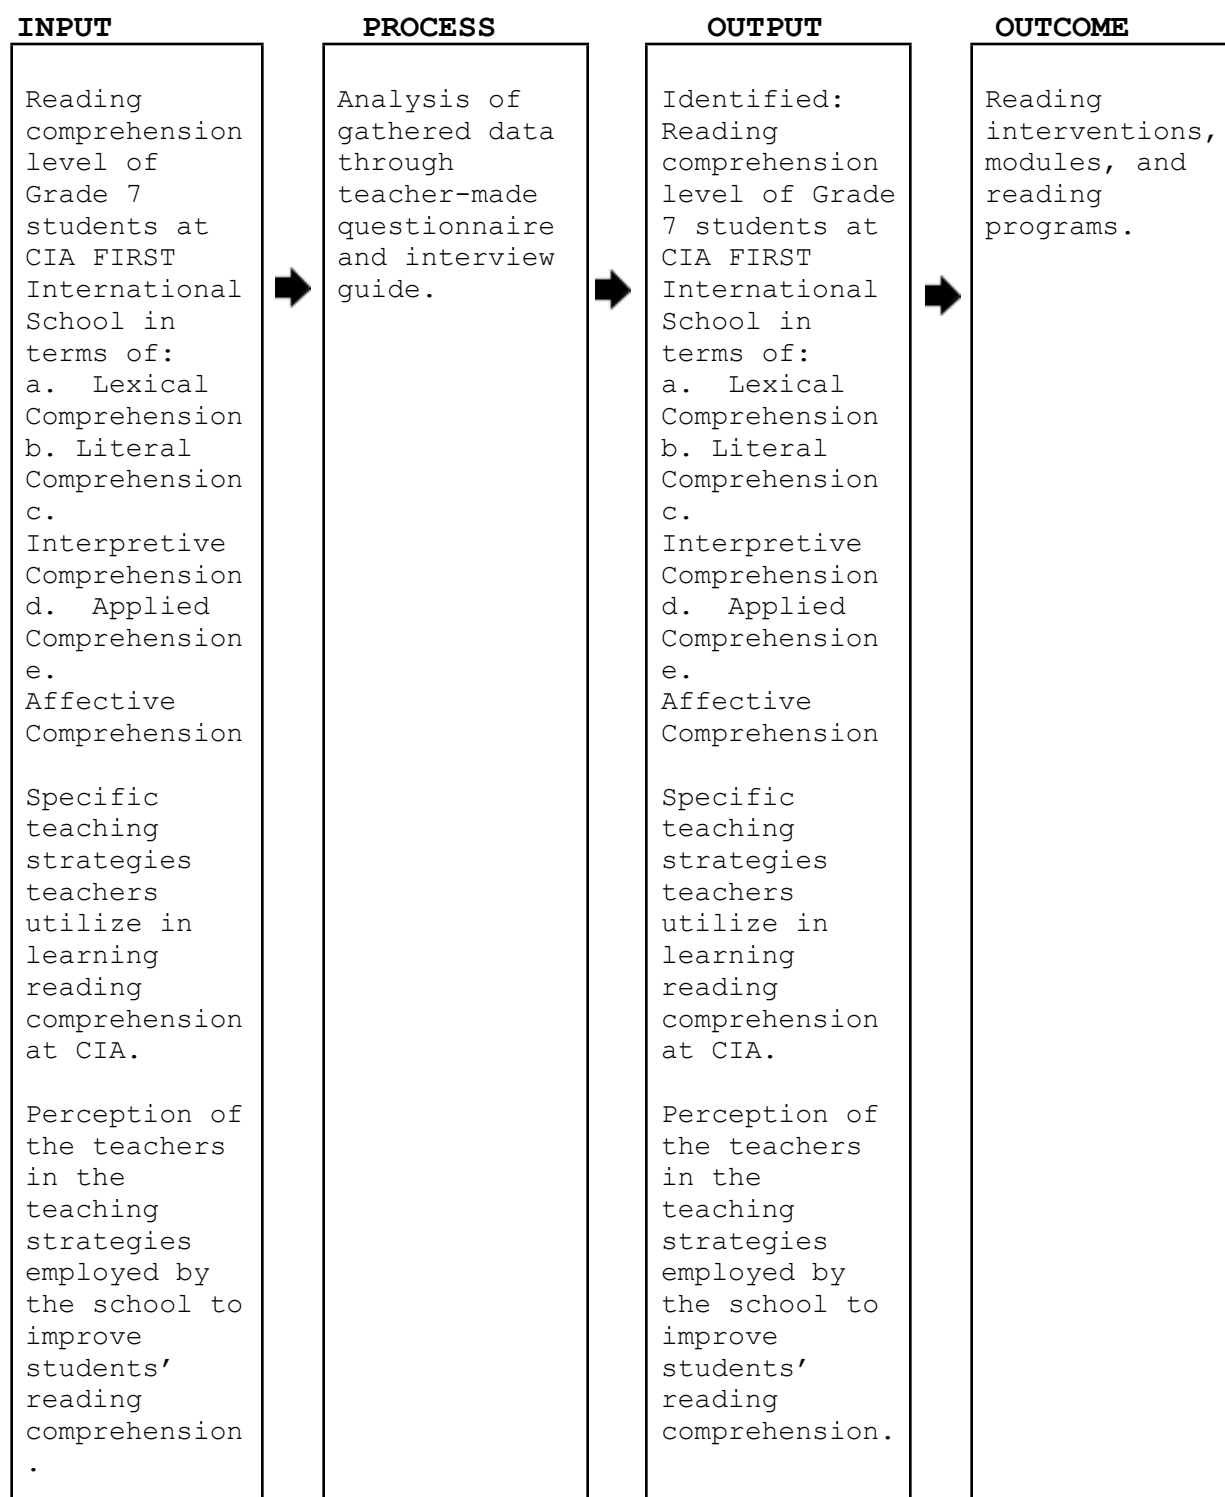 INPUT
Reading
comprehension
level of
Grade 7
students at
CIA FIRST
International
School in
terms of:
a.  Lexical
Comprehension
b. Literal
Comprehension
c.
Interpretive
Comprehension
d.  Applied
Comprehension
e.
Affective
Comprehension
Specific
teaching
strategies
teachers
utilize in
learning
reading
comprehension
at CIA.
Perception of
the teachers
in the
teaching
strategies
employed by
the school to
improve
students’
reading
comprehension
.
PROCESS
Analysis of
gathered data
through
teacher-made
questionnaire
and interview
guide.
OUTPUT
Identified:
Reading
comprehension
level of Grade
7 students at
CIA FIRST
International
School in
terms of:
a.  Lexical
Comprehension
b. Literal
Comprehension
c.
Interpretive
Comprehension
d.  Applied
Comprehension
e.
Affective
Comprehension
Specific
teaching
strategies
teachers
utilize in
learning
reading
comprehension
at CIA.
Perception of
the teachers
in the
teaching
strategies
employed by
the school to
improve
students’
reading
comprehension.
OUTCOME
Reading
interventions,
modules, and
reading
programs.